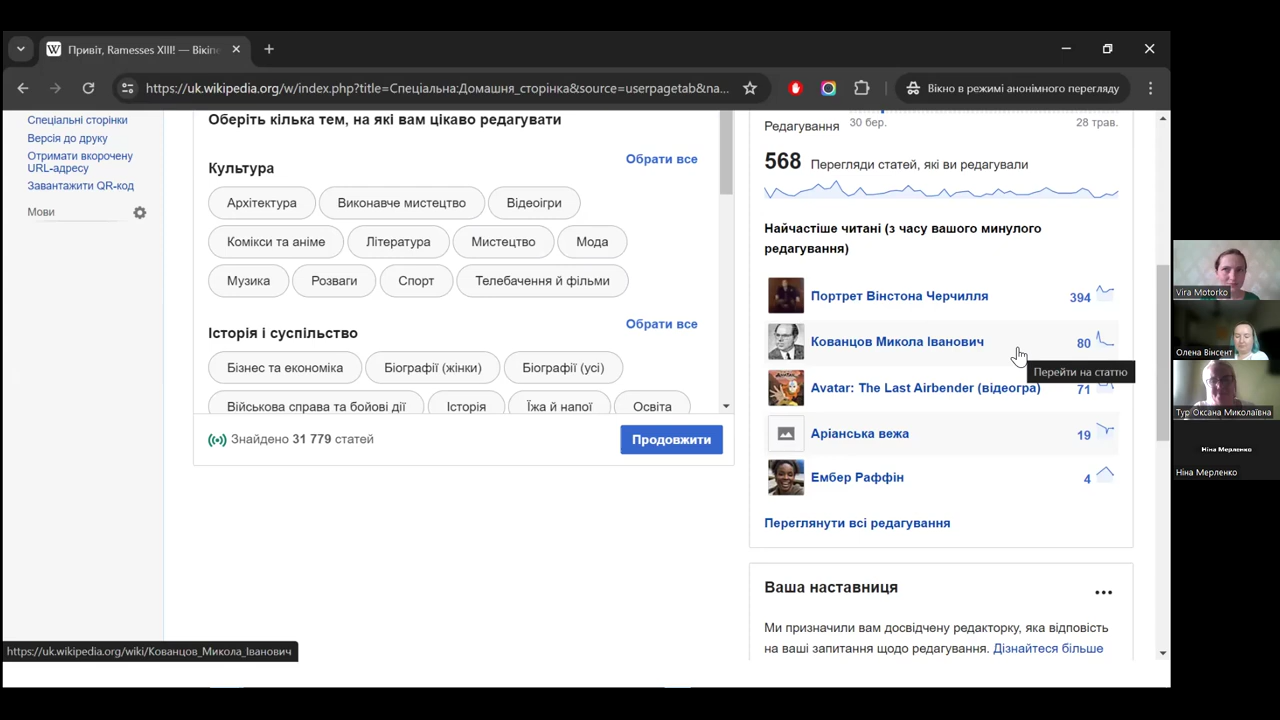 Привіт, Ramesses XIII! — Вікіпе
https://uk.wikipedia.org/w/index.php?title=Спеціальна:Домашня_сторінка&source=userpagetab&na...
Вікно в режимі анонімного перегляду
Спеціальні сторінки
Версія до друку
Отримати вкорочену
URL-адресу
Завантажити QR-код
Мови
Оберіть кілька тем, на які вам цікаво редагувати
Культура
Обрати все
Архітектура
Виконавче мистецтво
Відеоігри
Комікси та аніме
Література
Мистецтво
Мода
Музика
Розваги
Спорт
Телебачення й фільми
Історія і суспільство
Обрати все
Бізнес та економіка
Біографії (жінки)
Біографії (усі)
Військова справа та бойові дії
Історія
Їжа й напої
Освіта
Знайдено 31 779 статей
Продовжити
Редагування
30 бер.
28 трав.
568 Перегляди статей, які ви редагували
Найчастіше читані (з часу вашого минулого
редагування)
Портрет Вінстона Черчилля
394
Кованцов Микола Іванович
80
Перейти на статтю
Avatar: The Last Airbender (відеогра)
71
Аріанська вежа
19
Ембер Раффін
4
Переглянути всі редагування
Ваша наставниця
Ми призначили вам досвідчену редакторку, яка відповість
на ваші запитання щодо редагування. Дізнайтеся більше
https://uk.wikipedia.org/wiki/Кованцов_Микола_Іванович
Vira Motorko
Олена Вінсент
Тур Оксана Миколаївна
Ніна Мерленко
Ніна Мерленко